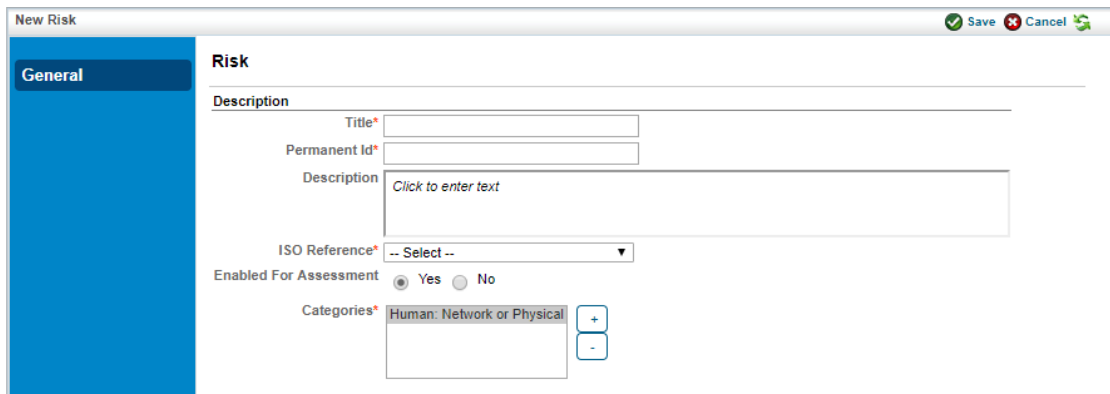 New Risk
Save Cancel
General
Risk
Description
Title*
Permanent Id*
Description Click to enter text
ISO Reference* -- Select --
Enabled For Assessment Yes No
Categories* Human: Network or Physical +
-